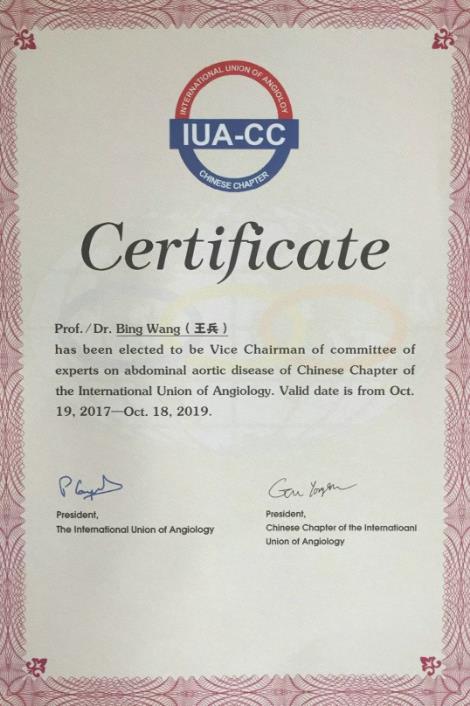 INTERNATIONAL UNION OF ANGIOLOY
IUA-CC
CHINESE CHAPTER
Certificate
Prof./Dr. Bing Wang（王兵）
has been elected to be Vice Chairman of committee of
experts on abdominal aortic disease of Chinese Chapter of
the International Union of Angiology. Valid date is from Oct.
19, 2017—Oct. 18, 2019.
President,
The International Union of Angiology
President,
Chinese Chapter of the Internatioanl
Union of Angiology